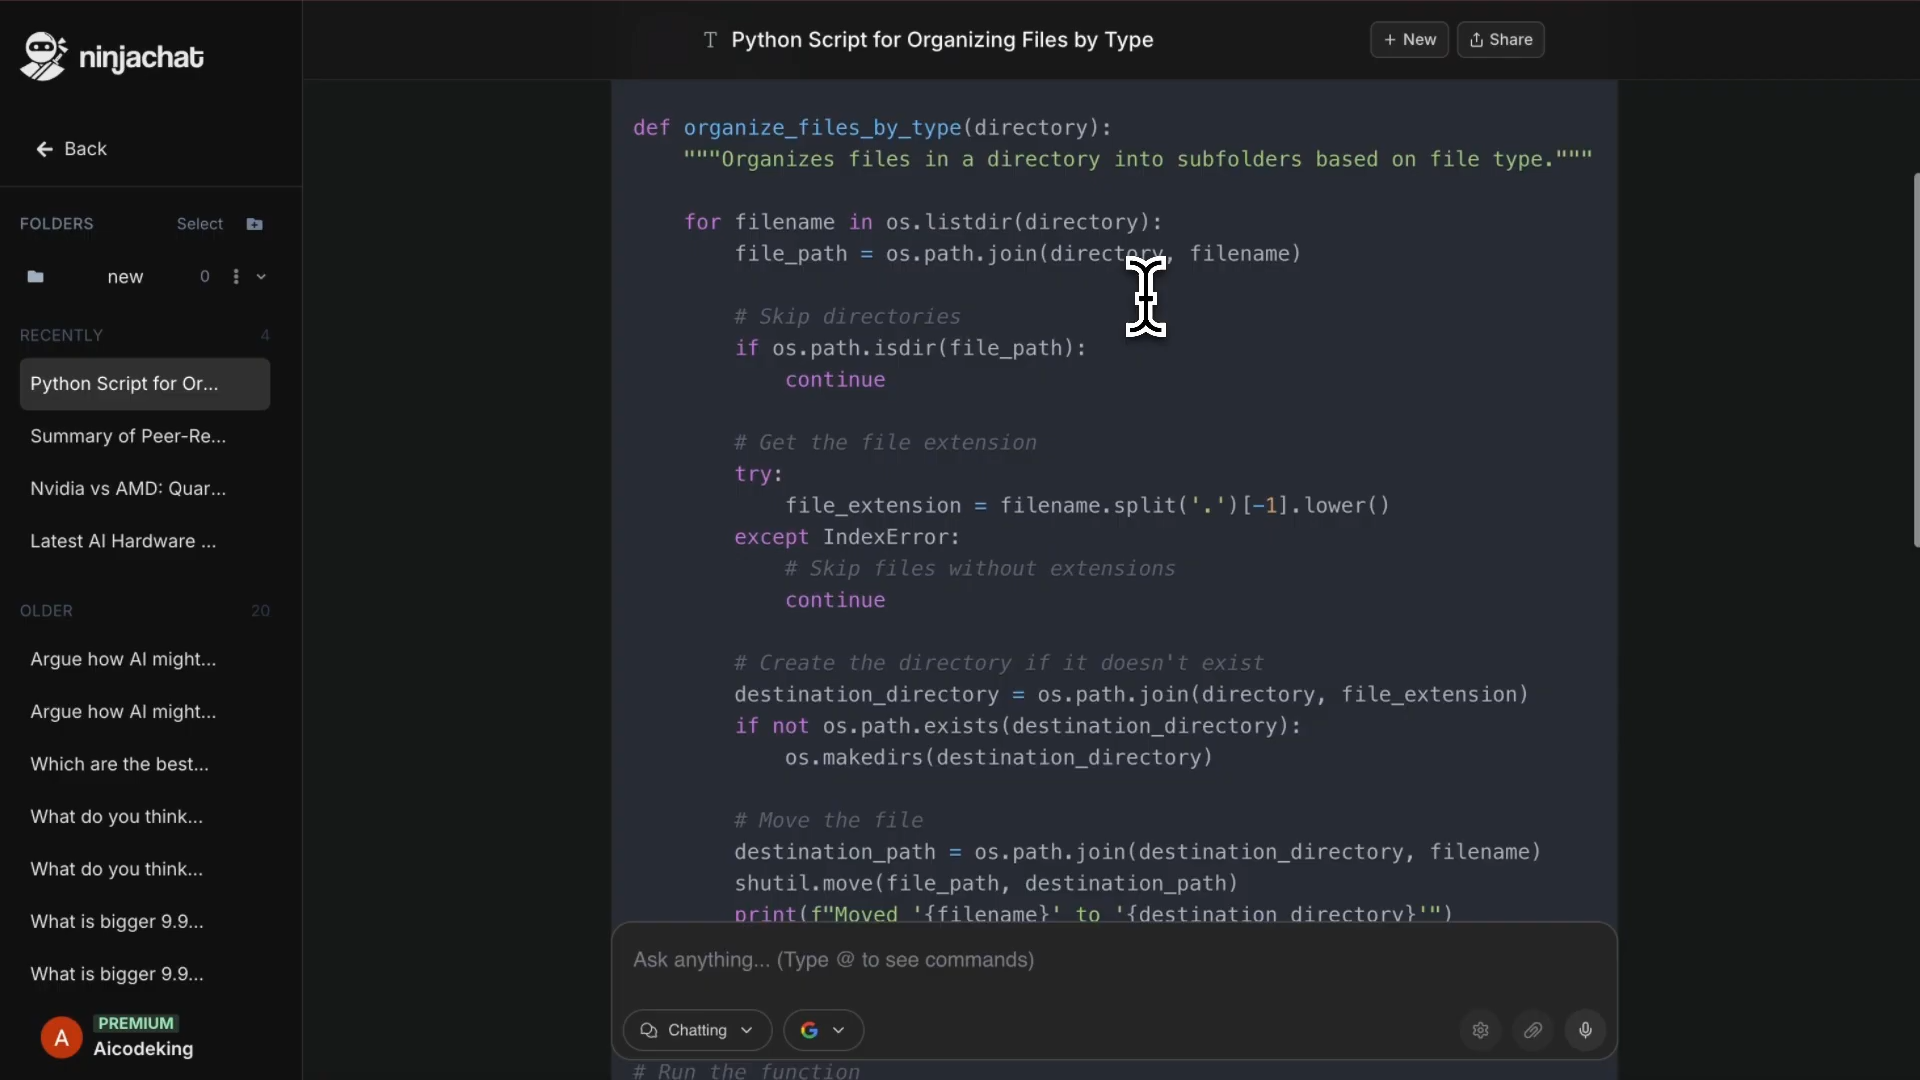 ninjachat
Back
FOLDERS Select
new 0
RECENTLY 4
Python Script for Or...
Summary of Peer-Re...
Nvidia vs AMD: Quar...
Latest AI Hardware ...
OLDER 20
Argue how AI might...
Argue how AI might...
Which are the best...
What do you think...
What do you think...
What is bigger 9.9...
What is bigger 9.9...
A PREMIUM
Aicodeking
T Python Script for Organizing Files by Type
+ New Share
def organize_files_by_type(directory):
    """Organizes files in a directory into subfolders based on file type."""
    for filename in os.listdir(directory):
        file_path = os.path.join(directory, filename)
        # Skip directories
        if os.path.isdir(file_path):
            continue
        # Get the file extension
        try:
            file_extension = filename.split('.')[-1].lower()
        except IndexError:
            # Skip files without extensions
            continue
        # Create the directory if it doesn't exist
        destination_directory = os.path.join(directory, file_extension)
        if not os.path.exists(destination_directory):
            os.makedirs(destination_directory)
        # Move the file
        destination_path = os.path.join(destination_directory, filename)
        shutil.move(file_path, destination_path)
        print(f"Moved '{filename}' to '{destination_directory}'")
Ask anything... (Type @ to see commands)
Chatting G
# Run the function